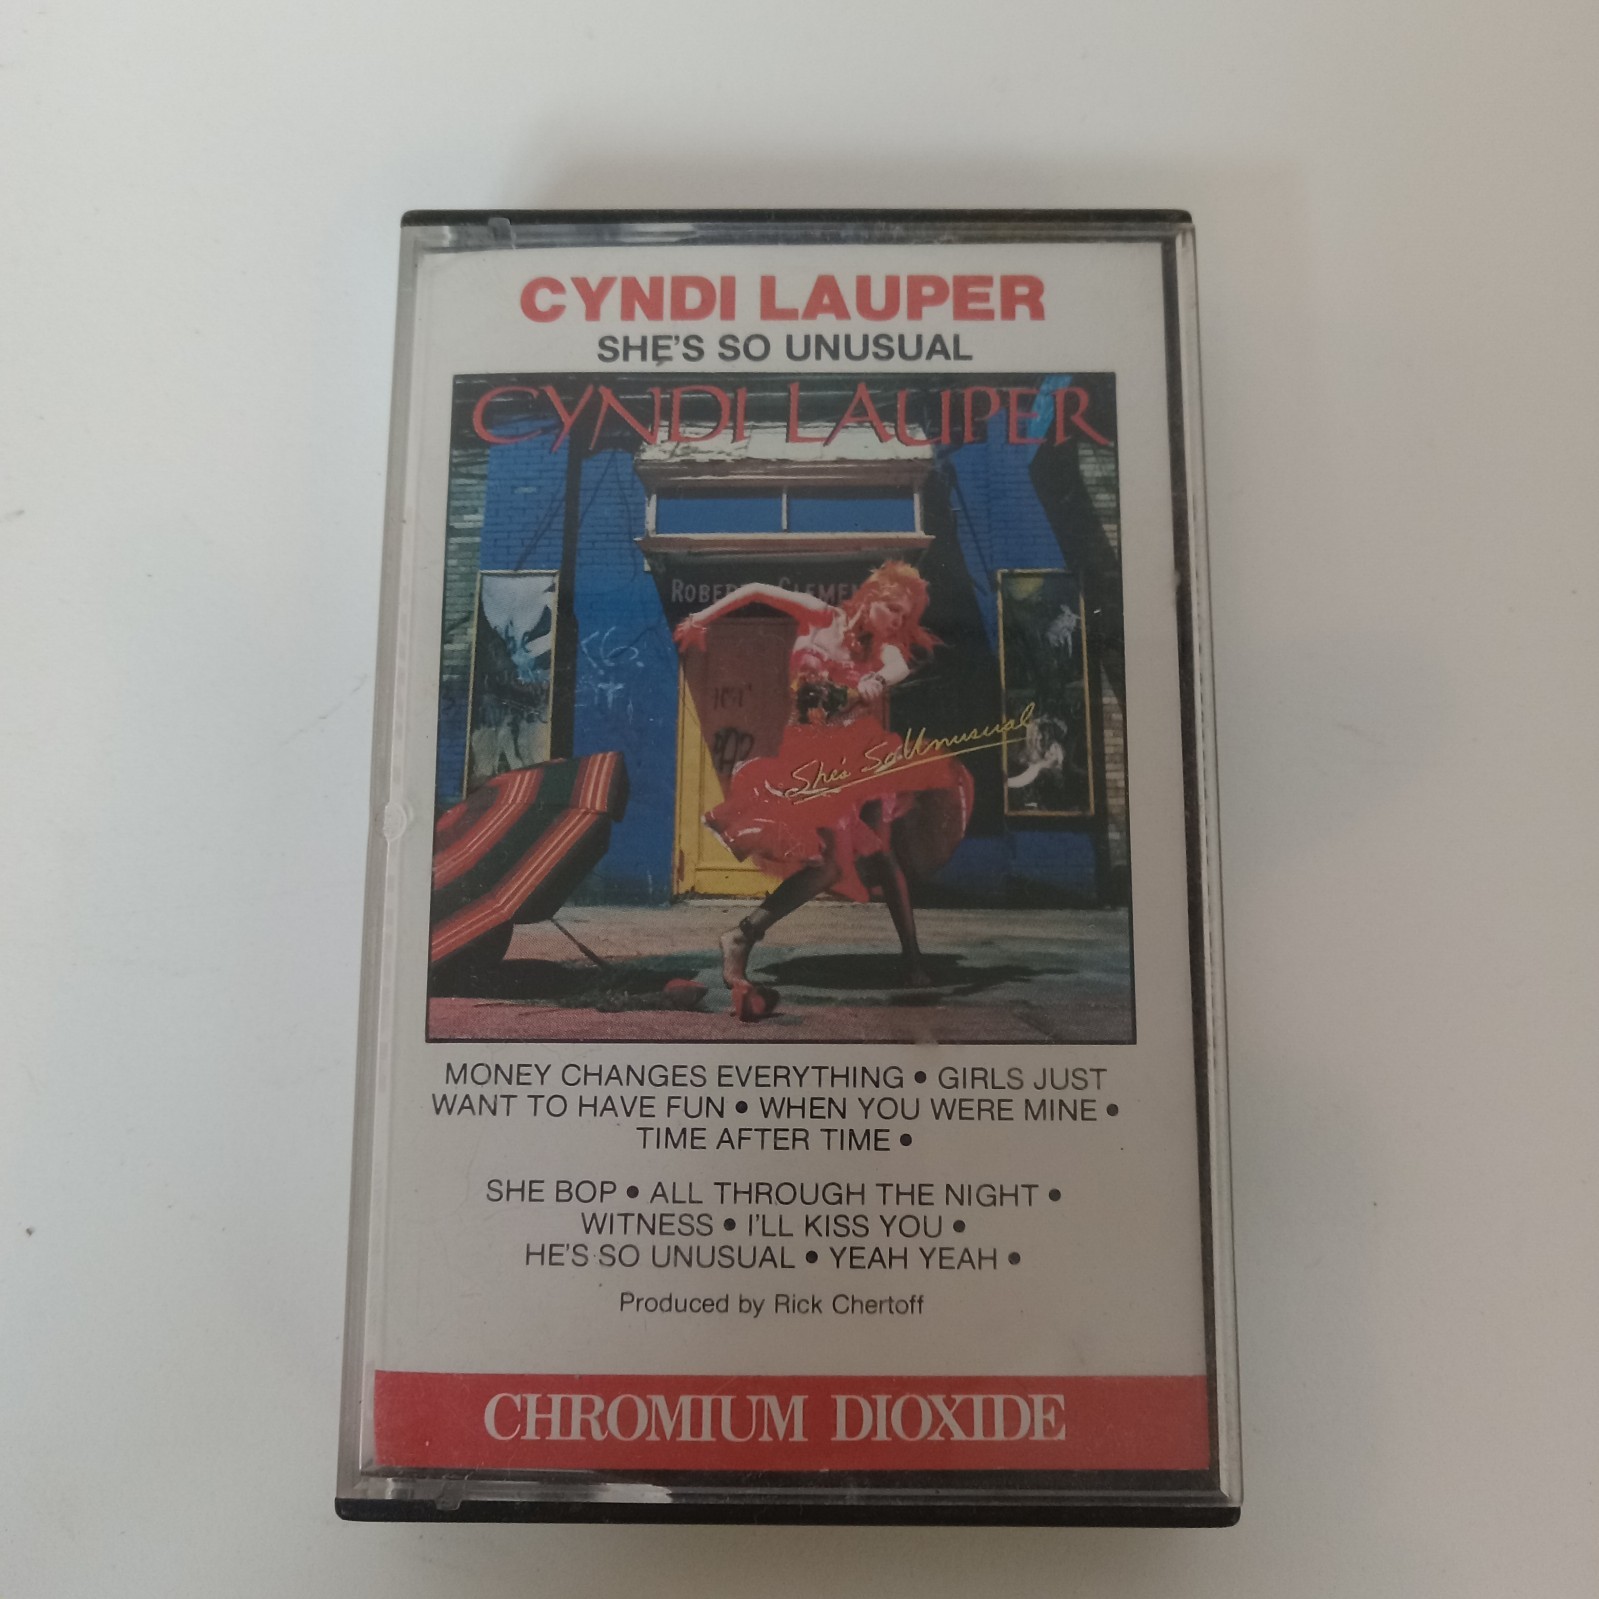 CYNDI LAUPER
SHE'S SO UNUSUAL
CYNDI LAUPER
She's So Unusual
MONEY CHANGES EVERYTHING • GIRLS JUST
WANT TO HAVE FUN • WHEN YOU WERE MINE •
TIME AFTER TIME •
SHE BOP • ALL THROUGH THE NIGHT •
WITNESS • I'LL KISS YOU •
HE'S SO UNUSUAL • YEAH YEAH •
Produced by Rick Chertoff
CHROMIUM DIOXIDE